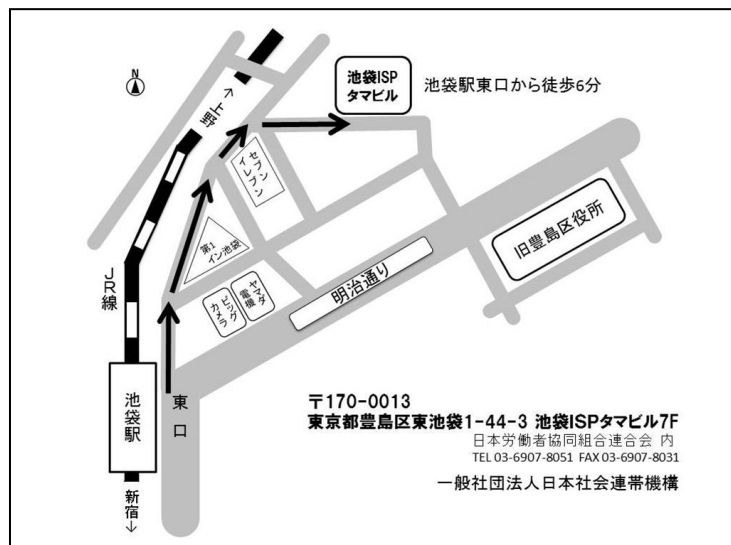 池袋ISP
タマビル
池袋駅東口から徒歩6分
↑上野
セブン
イレブン
旧豊島区役所
第1
イン池袋
明治通り
JR線
ビッグ
カメラ
ヤマダ
電機
池袋駅
東口
新宿↓
〒170-0013
東京都豊島区東池袋1-44-3 池袋ISPタマビル7F
日本労働者協同組合連合会 内
TEL 03-6907-8051 FAX 03-6907-8031
一般社団法人日本社会連帯機構
N